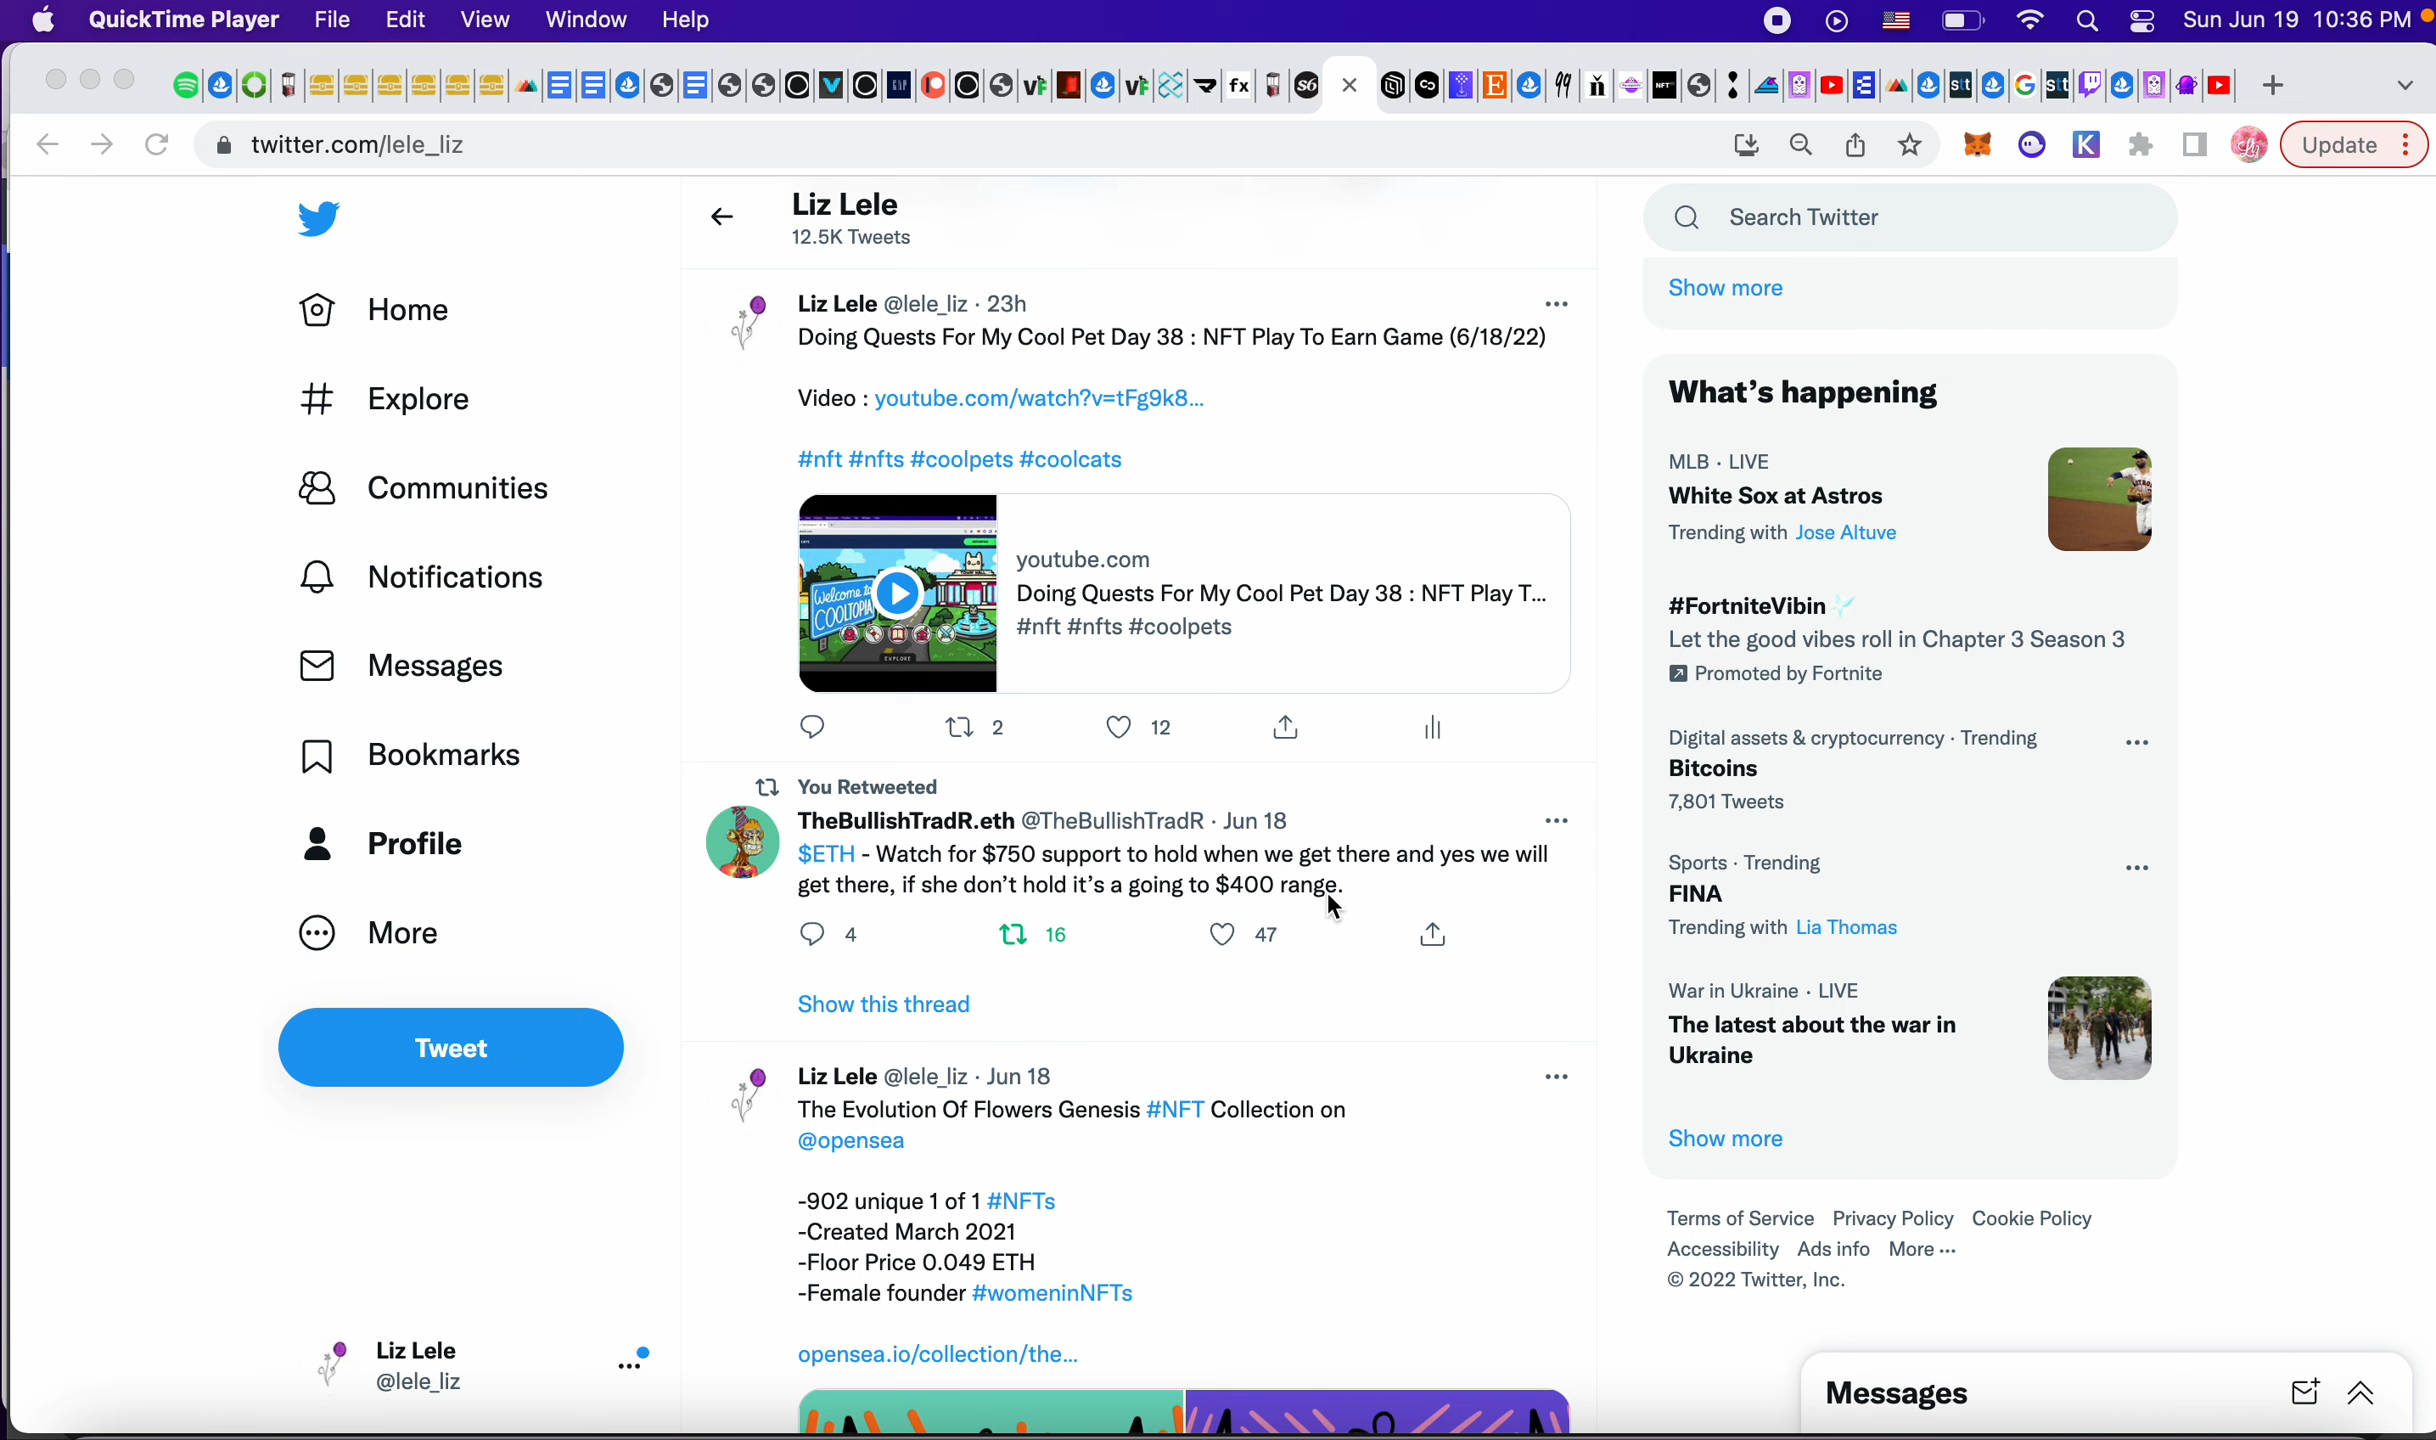 QuickTime Player File Edit View Window Help
Sun Jun 19 10:36 PM
twitter.com/lele_liz
Update
Home
Explore
Communities
Notifications
Messages
Bookmarks
Profile
More
Tweet
Liz Lele
@lele_liz
Liz Lele
12.5K Tweets
Liz Lele @lele_liz · 23h
Doing Quests For My Cool Pet Day 38 : NFT Play To Earn Game (6/18/22)
Video : youtube.com/watch?v=tFg9k8...
#nft #nfts #coolpets #coolcats
Welcome to
COOLTOPIA
TOWN HALL
EXPLORE
youtube.com
Doing Quests For My Cool Pet Day 38 : NFT Play T...
#nft #nfts #coolpets
2 12
You Retweeted
TheBullishTradR.eth @TheBullishTradR · Jun 18
$ETH - Watch for $750 support to hold when we get there and yes we will
get there, if she don't hold it's a going to $400 range.
4 16 47
Show this thread
Liz Lele @lele_liz · Jun 18
The Evolution Of Flowers Genesis #NFT Collection on
@opensea
-902 unique 1 of 1 #NFTs
-Created March 2021
-Floor Price 0.049 ETH
-Female founder #womeninNFTs
opensea.io/collection/the...
Search Twitter
Show more
What's happening
MLB · LIVE
White Sox at Astros
Trending with Jose Altuve
#FortniteVibin
Let the good vibes roll in Chapter 3 Season 3
Promoted by Fortnite
Digital assets & cryptocurrency · Trending
Bitcoins
7,801 Tweets
Sports · Trending
FINA
Trending with Lia Thomas
War in Ukraine · LIVE
The latest about the war in
Ukraine
Show more
Terms of Service Privacy Policy Cookie Policy
Accessibility Ads info More ···
© 2022 Twitter, Inc.
Messages